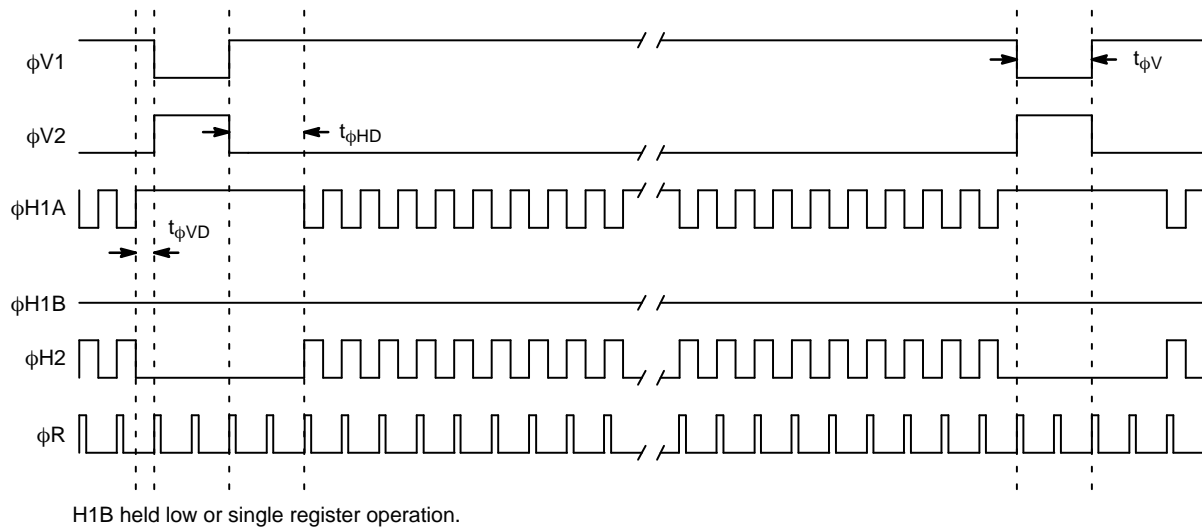 ϕV1
tϕV
ϕV2
tϕHD
ϕH1A
tϕVD
ϕH1B
ϕH2
ϕR
H1B held low or single register operation.